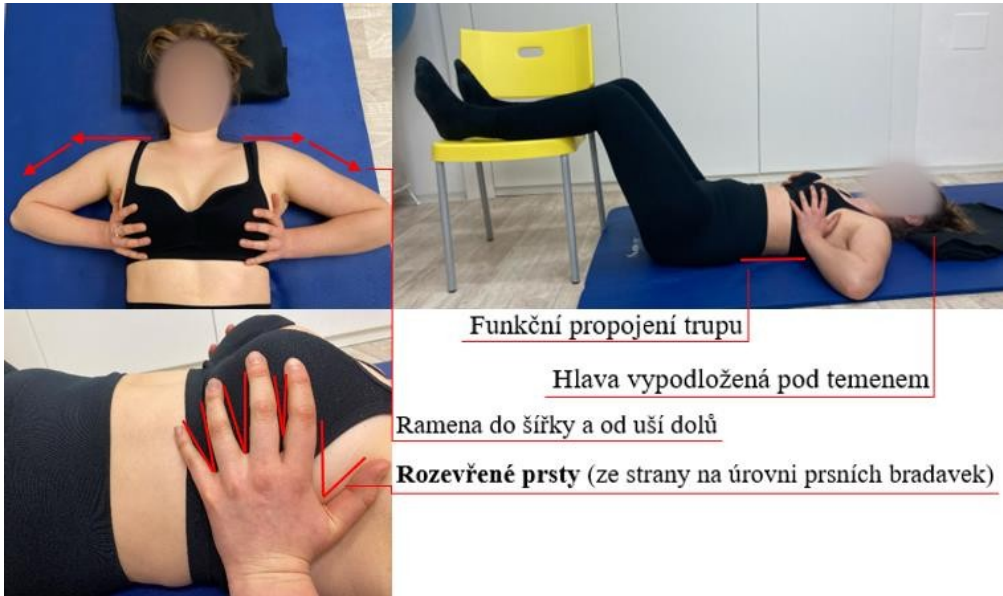 Funkční propojení trupu
Hlava vypodložená pod temenem
Ramena do šířky a od uší dolů
Rozevřené prsty (ze strany na úrovni prsních bradavek)